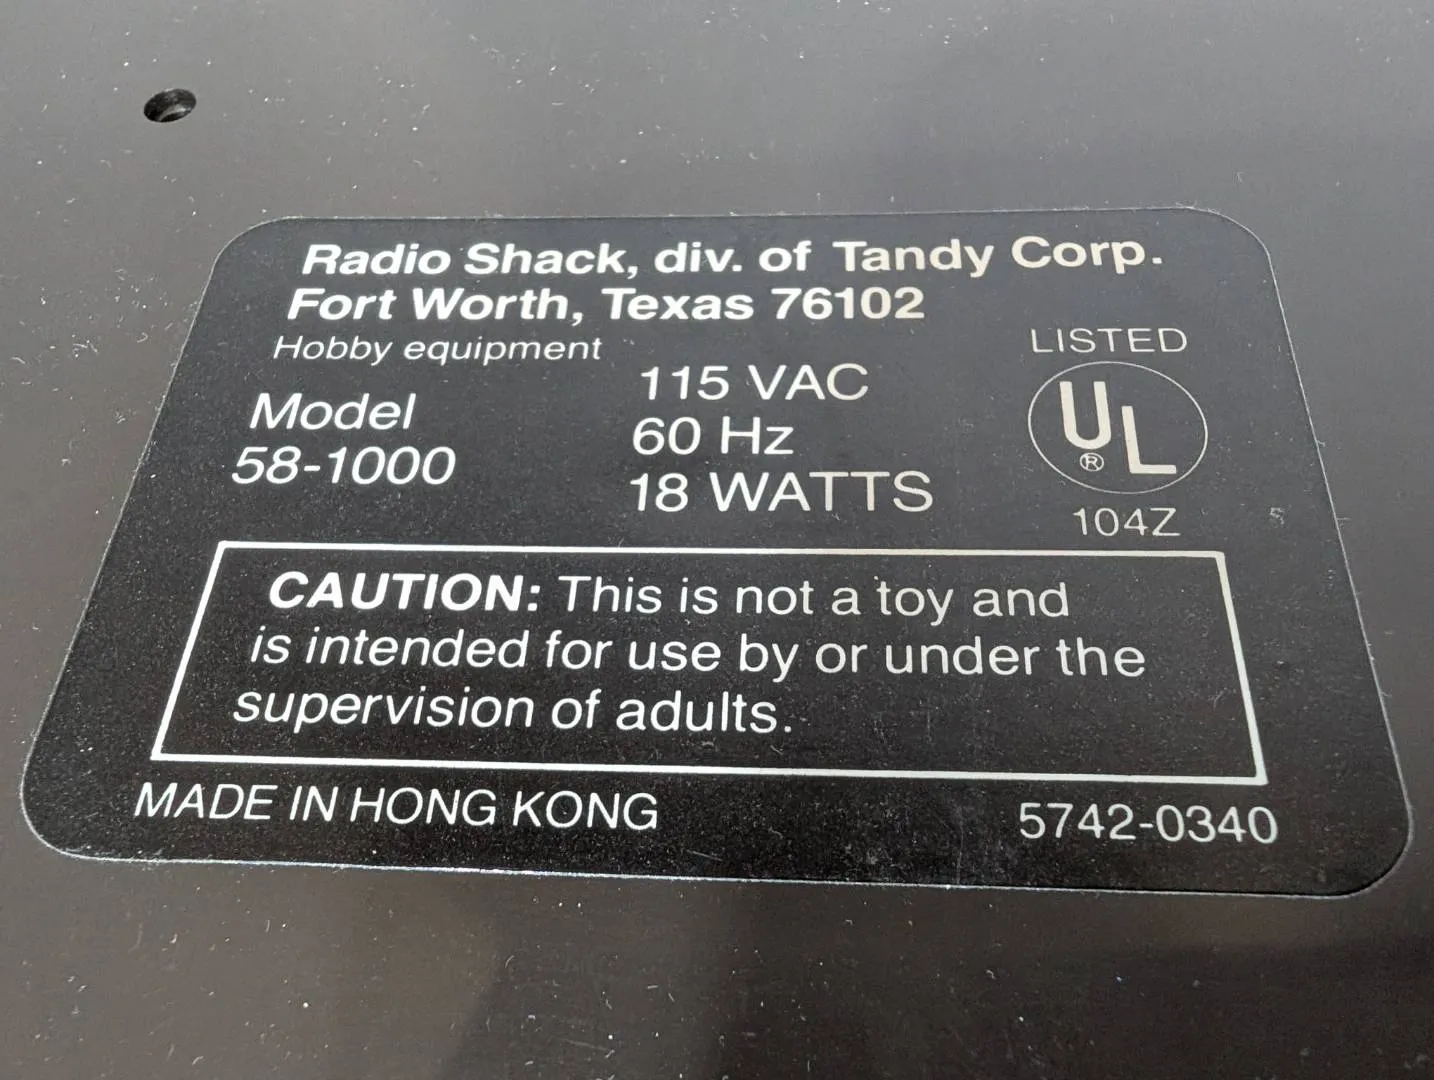 Radio Shack, div. of Tandy Corp.
Fort Worth, Texas 76102
Hobby equipment
Model
58-1000
115 VAC
60 Hz
18 WATTS
LISTED
UL
®
104Z
CAUTION: This is not a toy and
is intended for use by or under the
supervision of adults.
MADE IN HONG KONG
5742-0340